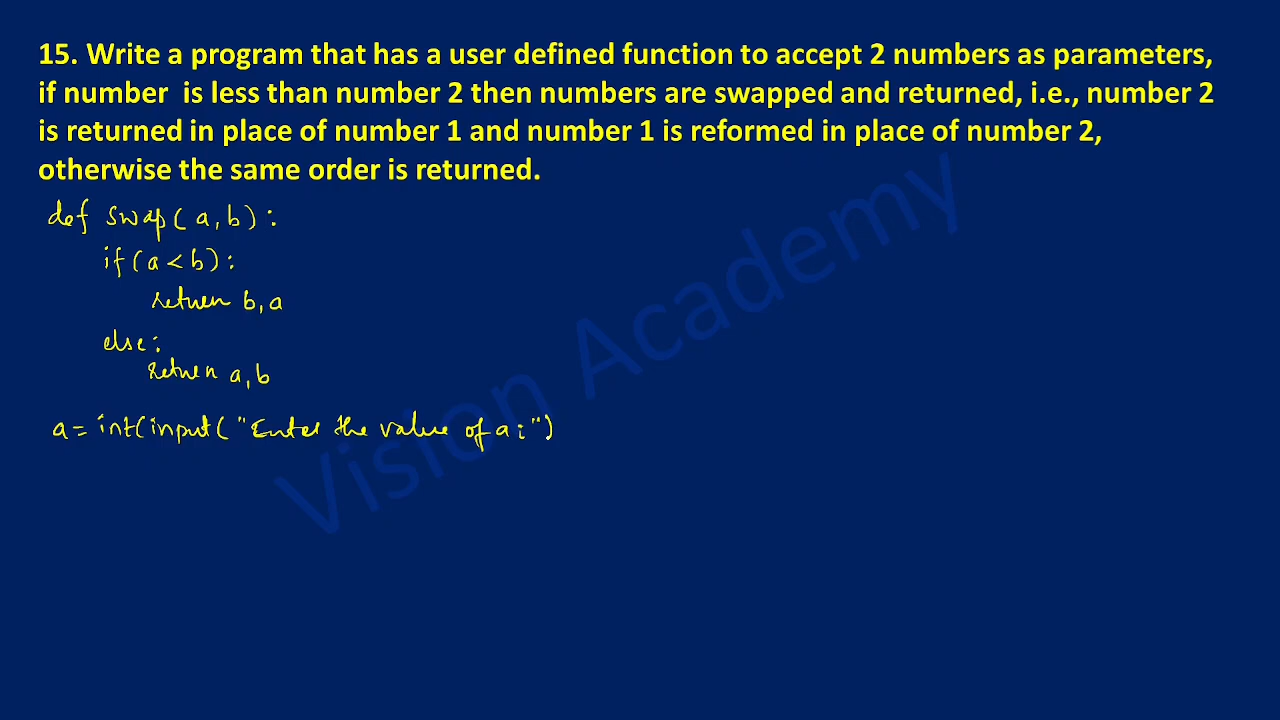 15. Write a program that has a user defined function to accept 2 numbers as parameters,
if number is less than number 2 then numbers are swapped and returned, i.e., number 2
is returned in place of number 1 and number 1 is reformed in place of number 2,
otherwise the same order is returned.
def swap(a,b):
if(a<b):
return b,a
else:
return a,b
a=int(input("Enter the value of a:")
Vision Academy